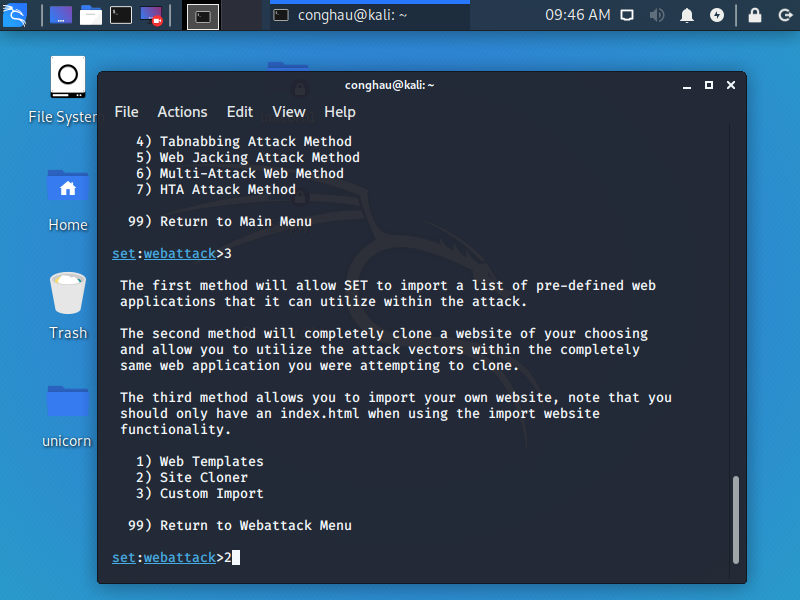 09:46 AM
conghau@kali: ~
File System
Home
Trash
unicorn
conghau@kali: ~
File Actions Edit View Help
4) Tabnabbing Attack Method
5) Web Jacking Attack Method
6) Multi-Attack Web Method
7) HTA Attack Method
99) Return to Main Menu
set:webattack>3
The first method will allow SET to import a list of pre-defined web
applications that it can utilize within the attack.
The second method will completely clone a website of your choosing
and allow you to utilize the attack vectors within the completely
same web application you were attempting to clone.
The third method allows you to import your own website, note that you
should only have an index.html when using the import website
functionality.
1) Web Templates
2) Site Cloner
3) Custom Import
99) Return to Webattack Menu
set:webattack>2